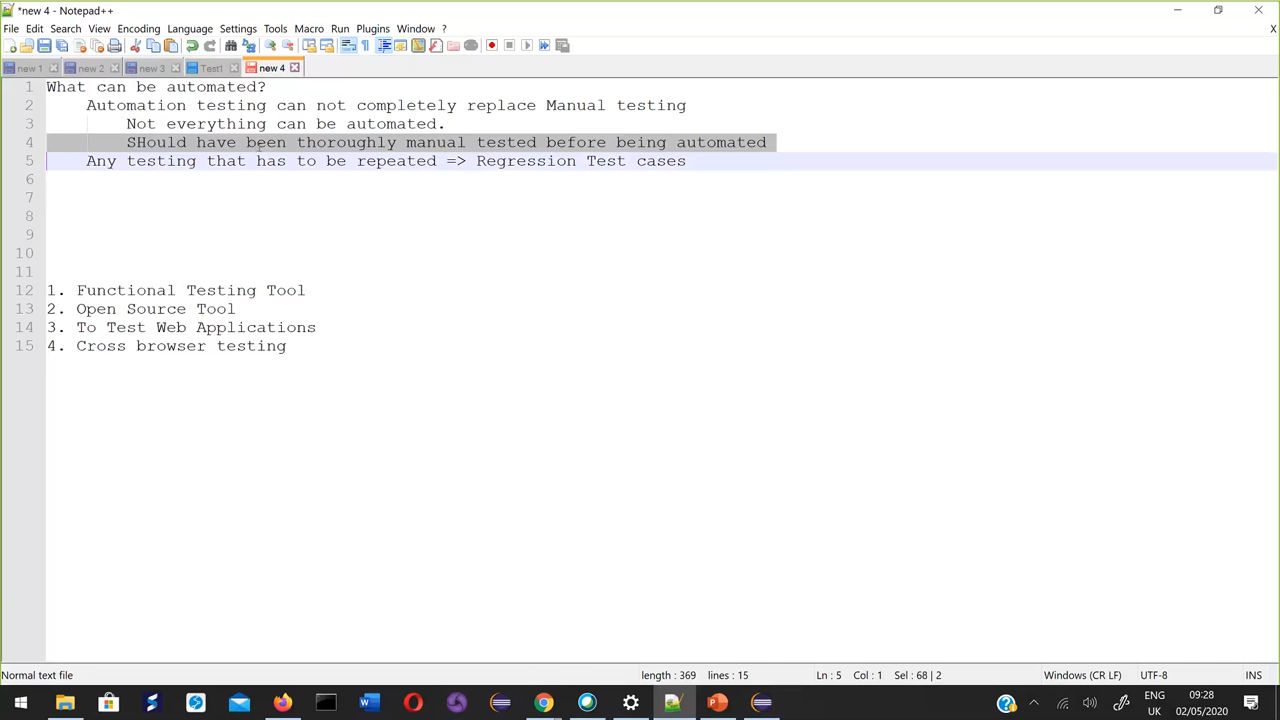 *new 4 - Notepad++
File Edit Search View Encoding Language Settings Tools Macro Run Plugins Window ? X
new 1 new 2 new 3 Test1 new 4
1 What can be automated?
2 Automation testing can not completely replace Manual testing
3 Not everything can be automated.
4 SHould have been thoroughly manual tested before being automated
5 Any testing that has to be repeated => Regression Test cases
6
7
8
9
10
11
12 1. Functional Testing Tool
13 2. Open Source Tool
14 3. To Test Web Applications
15 4. Cross browser testing
Normal text file length : 369 lines : 15 Ln : 5 Col : 1 Sel : 68 | 2 Windows (CR LF) UTF-8 INS
ENG 09:28
UK 02/05/2020